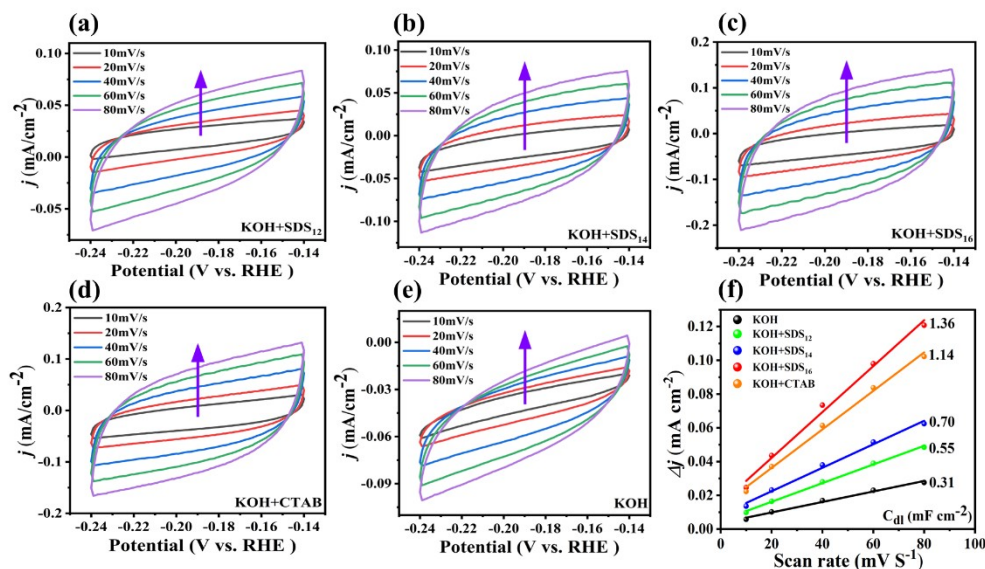 (a)
0.10
0.05
0.00
-0.05
j (mA/cm⁻²)
10mV/s
20mV/s
40mV/s
60mV/s
80mV/s
KOH+SDS₁₂
-0.24 -0.22 -0.20 -0.18 -0.16 -0.14
Potential (V vs. RHE )
(b)
0.10
0.05
0.00
-0.05
-0.10
j (mA/cm⁻²)
10mV/s
20mV/s
40mV/s
60mV/s
80mV/s
KOH+SDS₁₄
-0.24 -0.22 -0.20 -0.18 -0.16 -0.14
Potential (V vs. RHE )
(c)
0.2
0.1
0.0
-0.1
-0.2
j (mA/cm⁻²)
10mV/s
20mV/s
40mV/s
60mV/s
80mV/s
KOH+SDS₁₆
-0.24 -0.22 -0.20 -0.18 -0.16 -0.14
Potential (V vs. RHE )
(d)
0.2
0.1
0.0
-0.1
-0.2
j (mA/cm⁻²)
10mV/s
20mV/s
40mV/s
60mV/s
80mV/s
KOH+CTAB
-0.24 -0.22 -0.20 -0.18 -0.16 -0.14
Potential (V vs. RHE )
(e)
0.00
-0.03
-0.06
-0.09
j (mA/cm⁻²)
10mV/s
20mV/s
40mV/s
60mV/s
80mV/s
KOH
-0.24 -0.22 -0.20 -0.18 -0.16 -0.14
Potential (V vs. RHE )
(f)
0.12
0.10
0.08
0.06
0.04
0.02
0.00
Δj (mA cm⁻²)
KOH
KOH+SDS₁₂
KOH+SDS₁₄
KOH+SDS₁₆
KOH+CTAB
1.36
1.14
0.70
0.55
0.31
C_dl (mF cm⁻²)
0 20 40 60 80 100
Scan rate (mV S⁻¹)